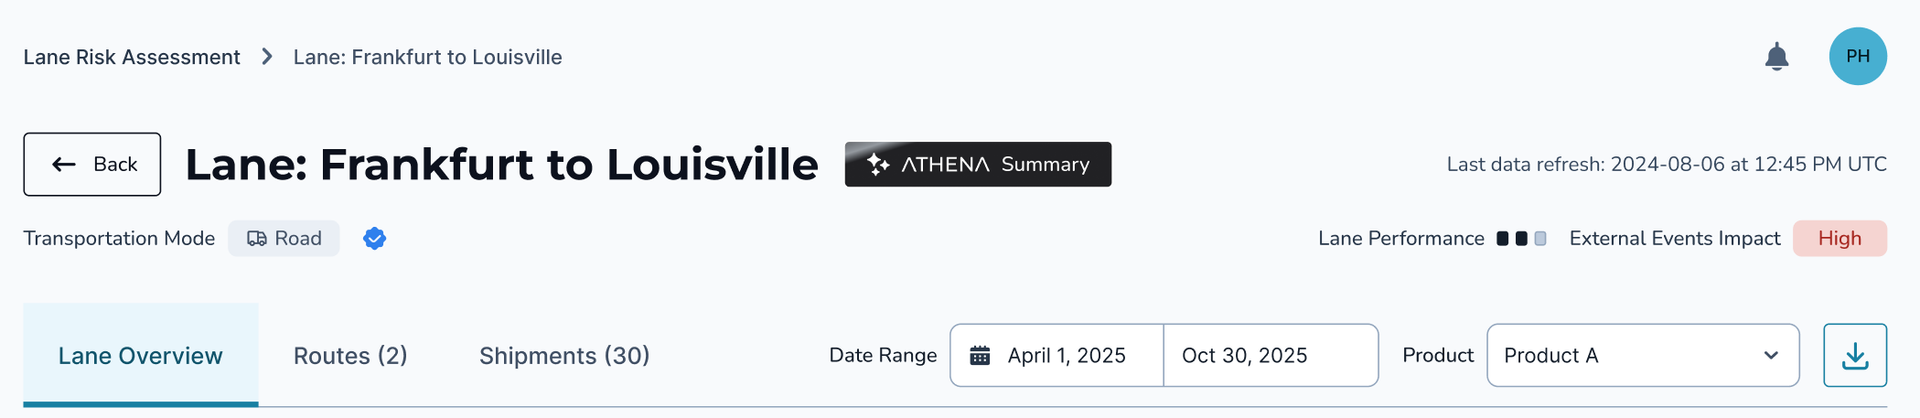 Lane Risk Assessment > Lane: Frankfurt to Louisville
PH
Back
Lane: Frankfurt to Louisville
ATHENA Summary
Last data refresh: 2024-08-06 at 12:45 PM UTC
Transportation Mode Road
Lane Performance
External Events Impact High
Lane Overview
Routes (2)
Shipments (30)
Date Range April 1, 2025 Oct 30, 2025
Product Product A